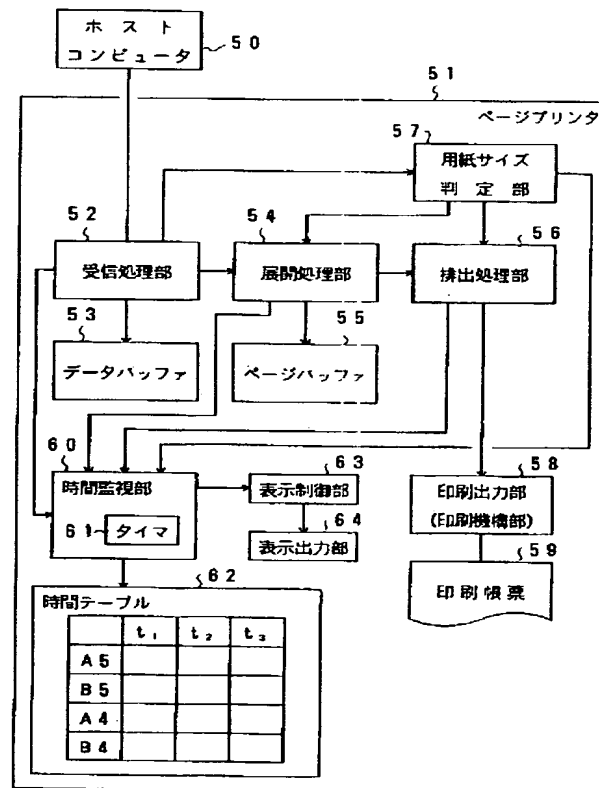 ホスト
コンピュータ
50
51
ページプリンタ
57
用紙サイズ
判定部
52
受信処理部
54
展開処理部
56
排出処理部
53
データバッファ
55
ページバッファ
60
時間監視部
61
タイマ
63
表示制御部
64
表示出力部
58
印刷出力部
(印刷機構部)
59
印刷帳票
62
時間テーブル
t₁ t₂ t₃
A5
B5
A4
B4